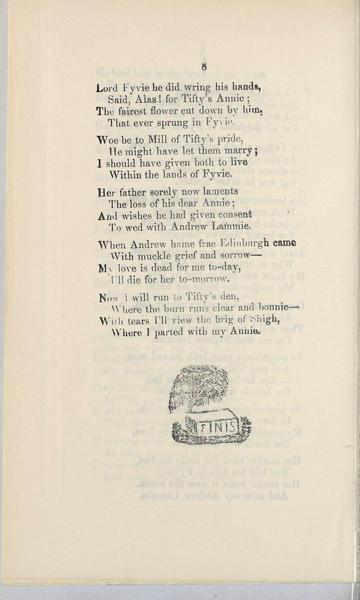 8
Lord Fyvie he did wring his hands,
Said, Alas! for Tifty's Annie;
The fairest flower cut down by him,
That ever sprung in Fyvie.
Woe be to Mill of Tifty's pride,
He might have let them marry;
I should have given both to live
Within the lands of Fyvie.
Her father sorely now laments
The loss of his dear Annie;
And wishes he had given consent
To wed with Andrew Lammie.
When Andrew hame frae Edinburgh came
With muckle grief and sorrow—
My love is dead for me to-day,
I'll die for her to-morrow.
Now I will run to Tifty's den,
Where the burn runs clear and bonnie—
With tears I'll view the brig of Shigh,
Where I parted with my Annie.
FINIS